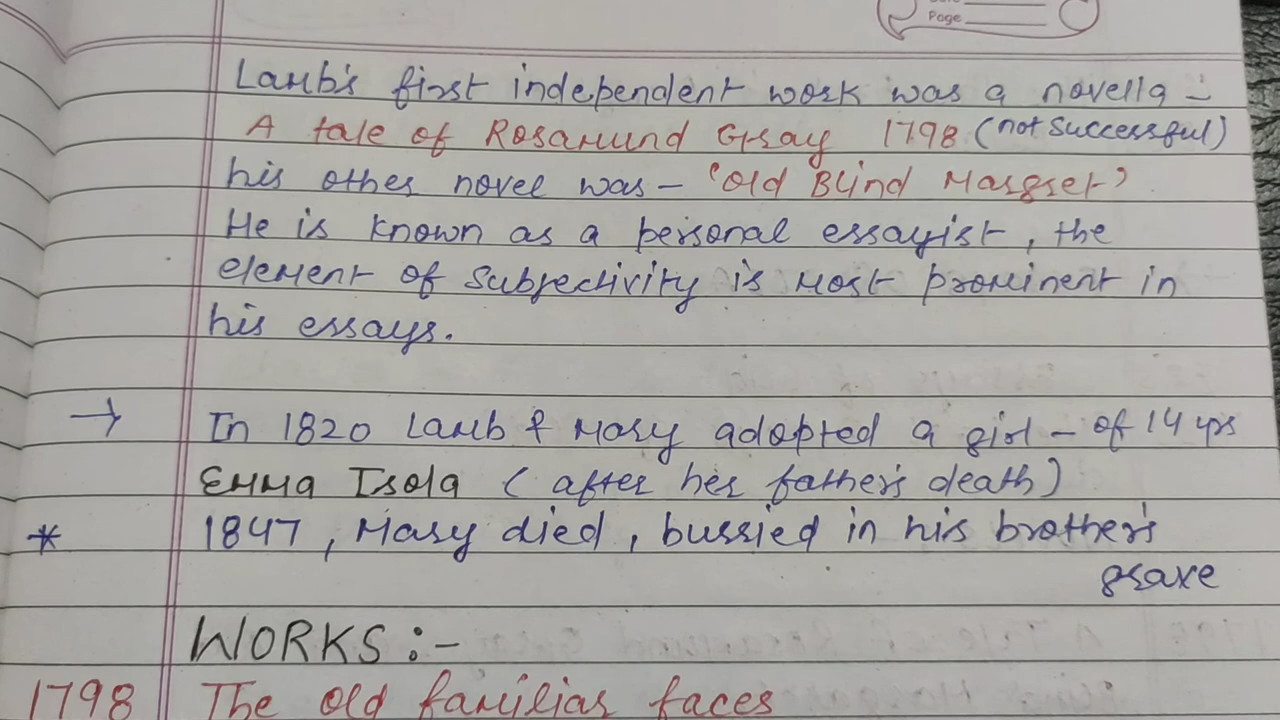 Page
Lamb's first independent work was a novella -
A tale of Rosamund Gray 1798 (not successful)
his other novel was - 'Old Blind Margret'
He is known as a personal essayist, the
element of subjectivity is most prominent in
his essays.
→ In 1820 Lamb & Mary adopted a girl - of 14 yrs
Emma Isola (after her father's death)
* 1847, Mary died, burried in his brother's
grave
WORKS :-
1798 The old familiar faces